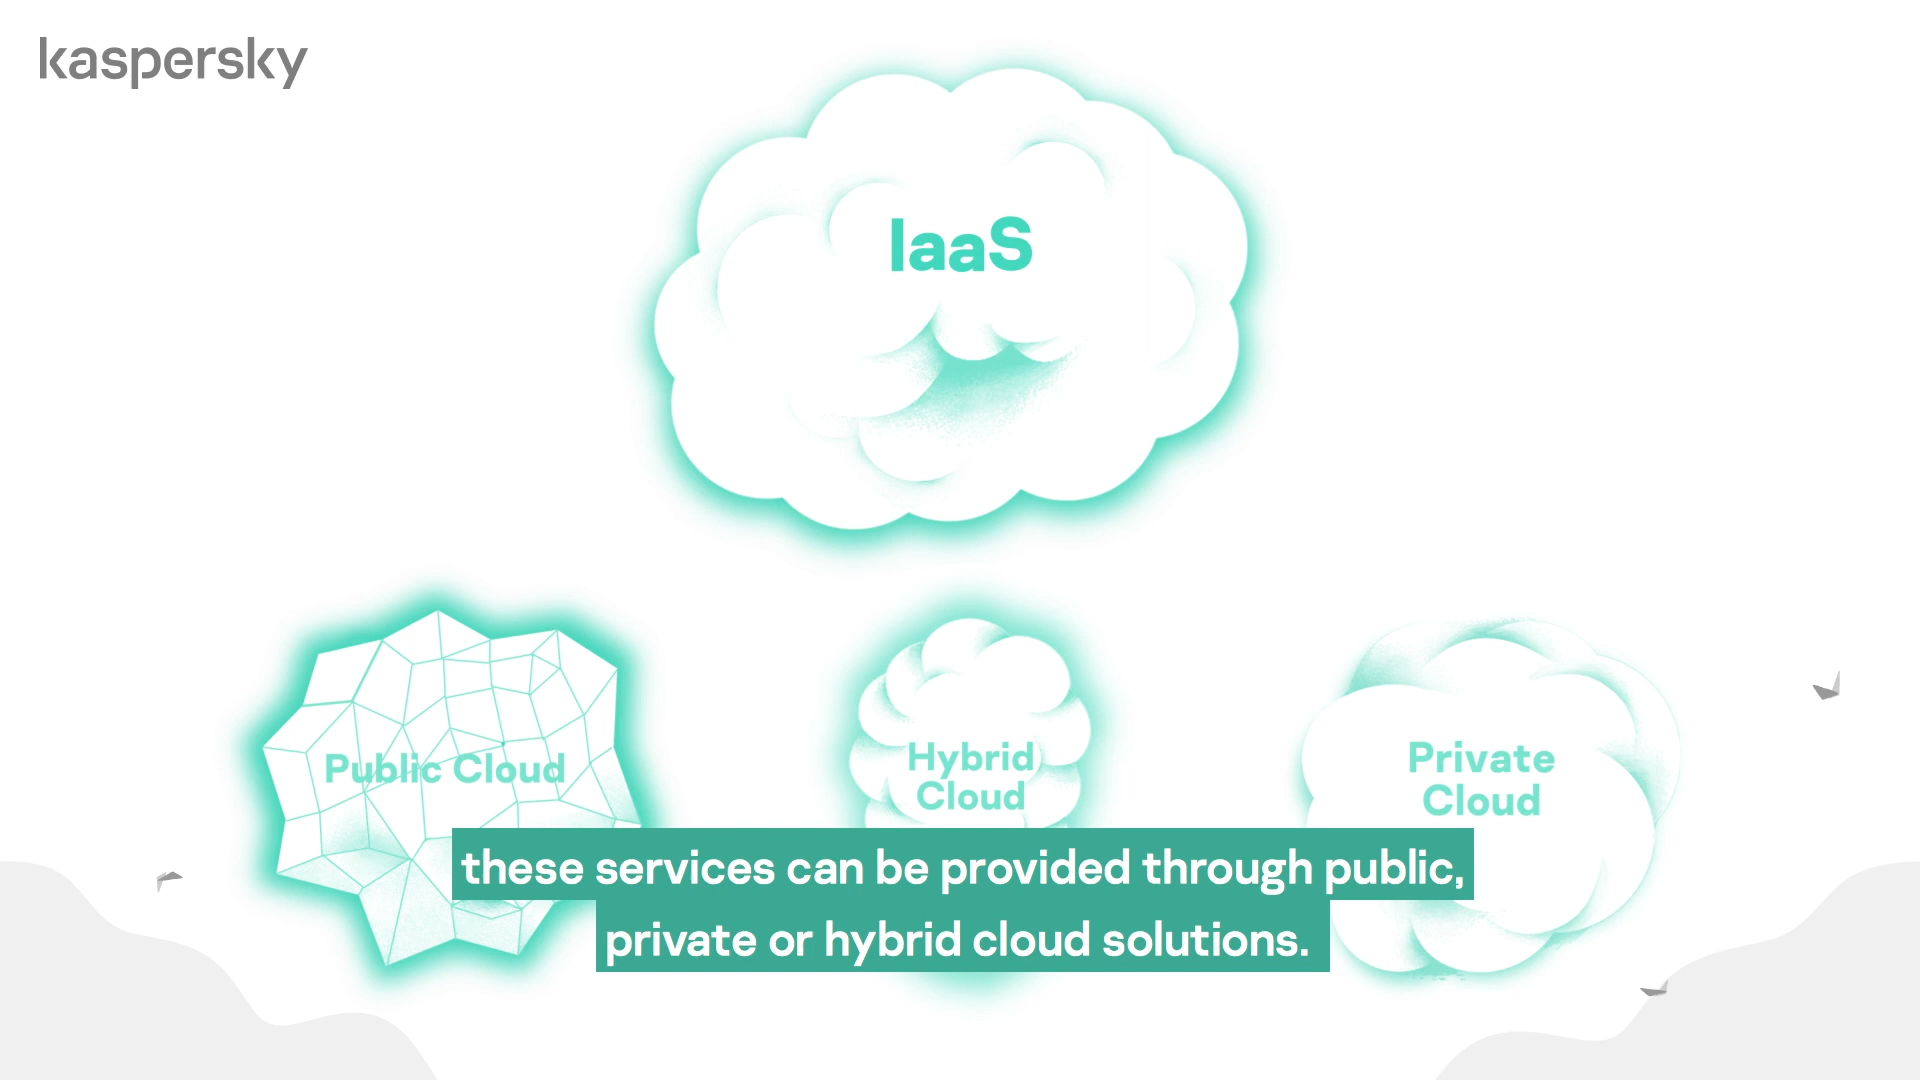 kaspersky
IaaS
Public Cloud
Hybrid
Cloud
Private
Cloud
these services can be provided through public,
private or hybrid cloud solutions.